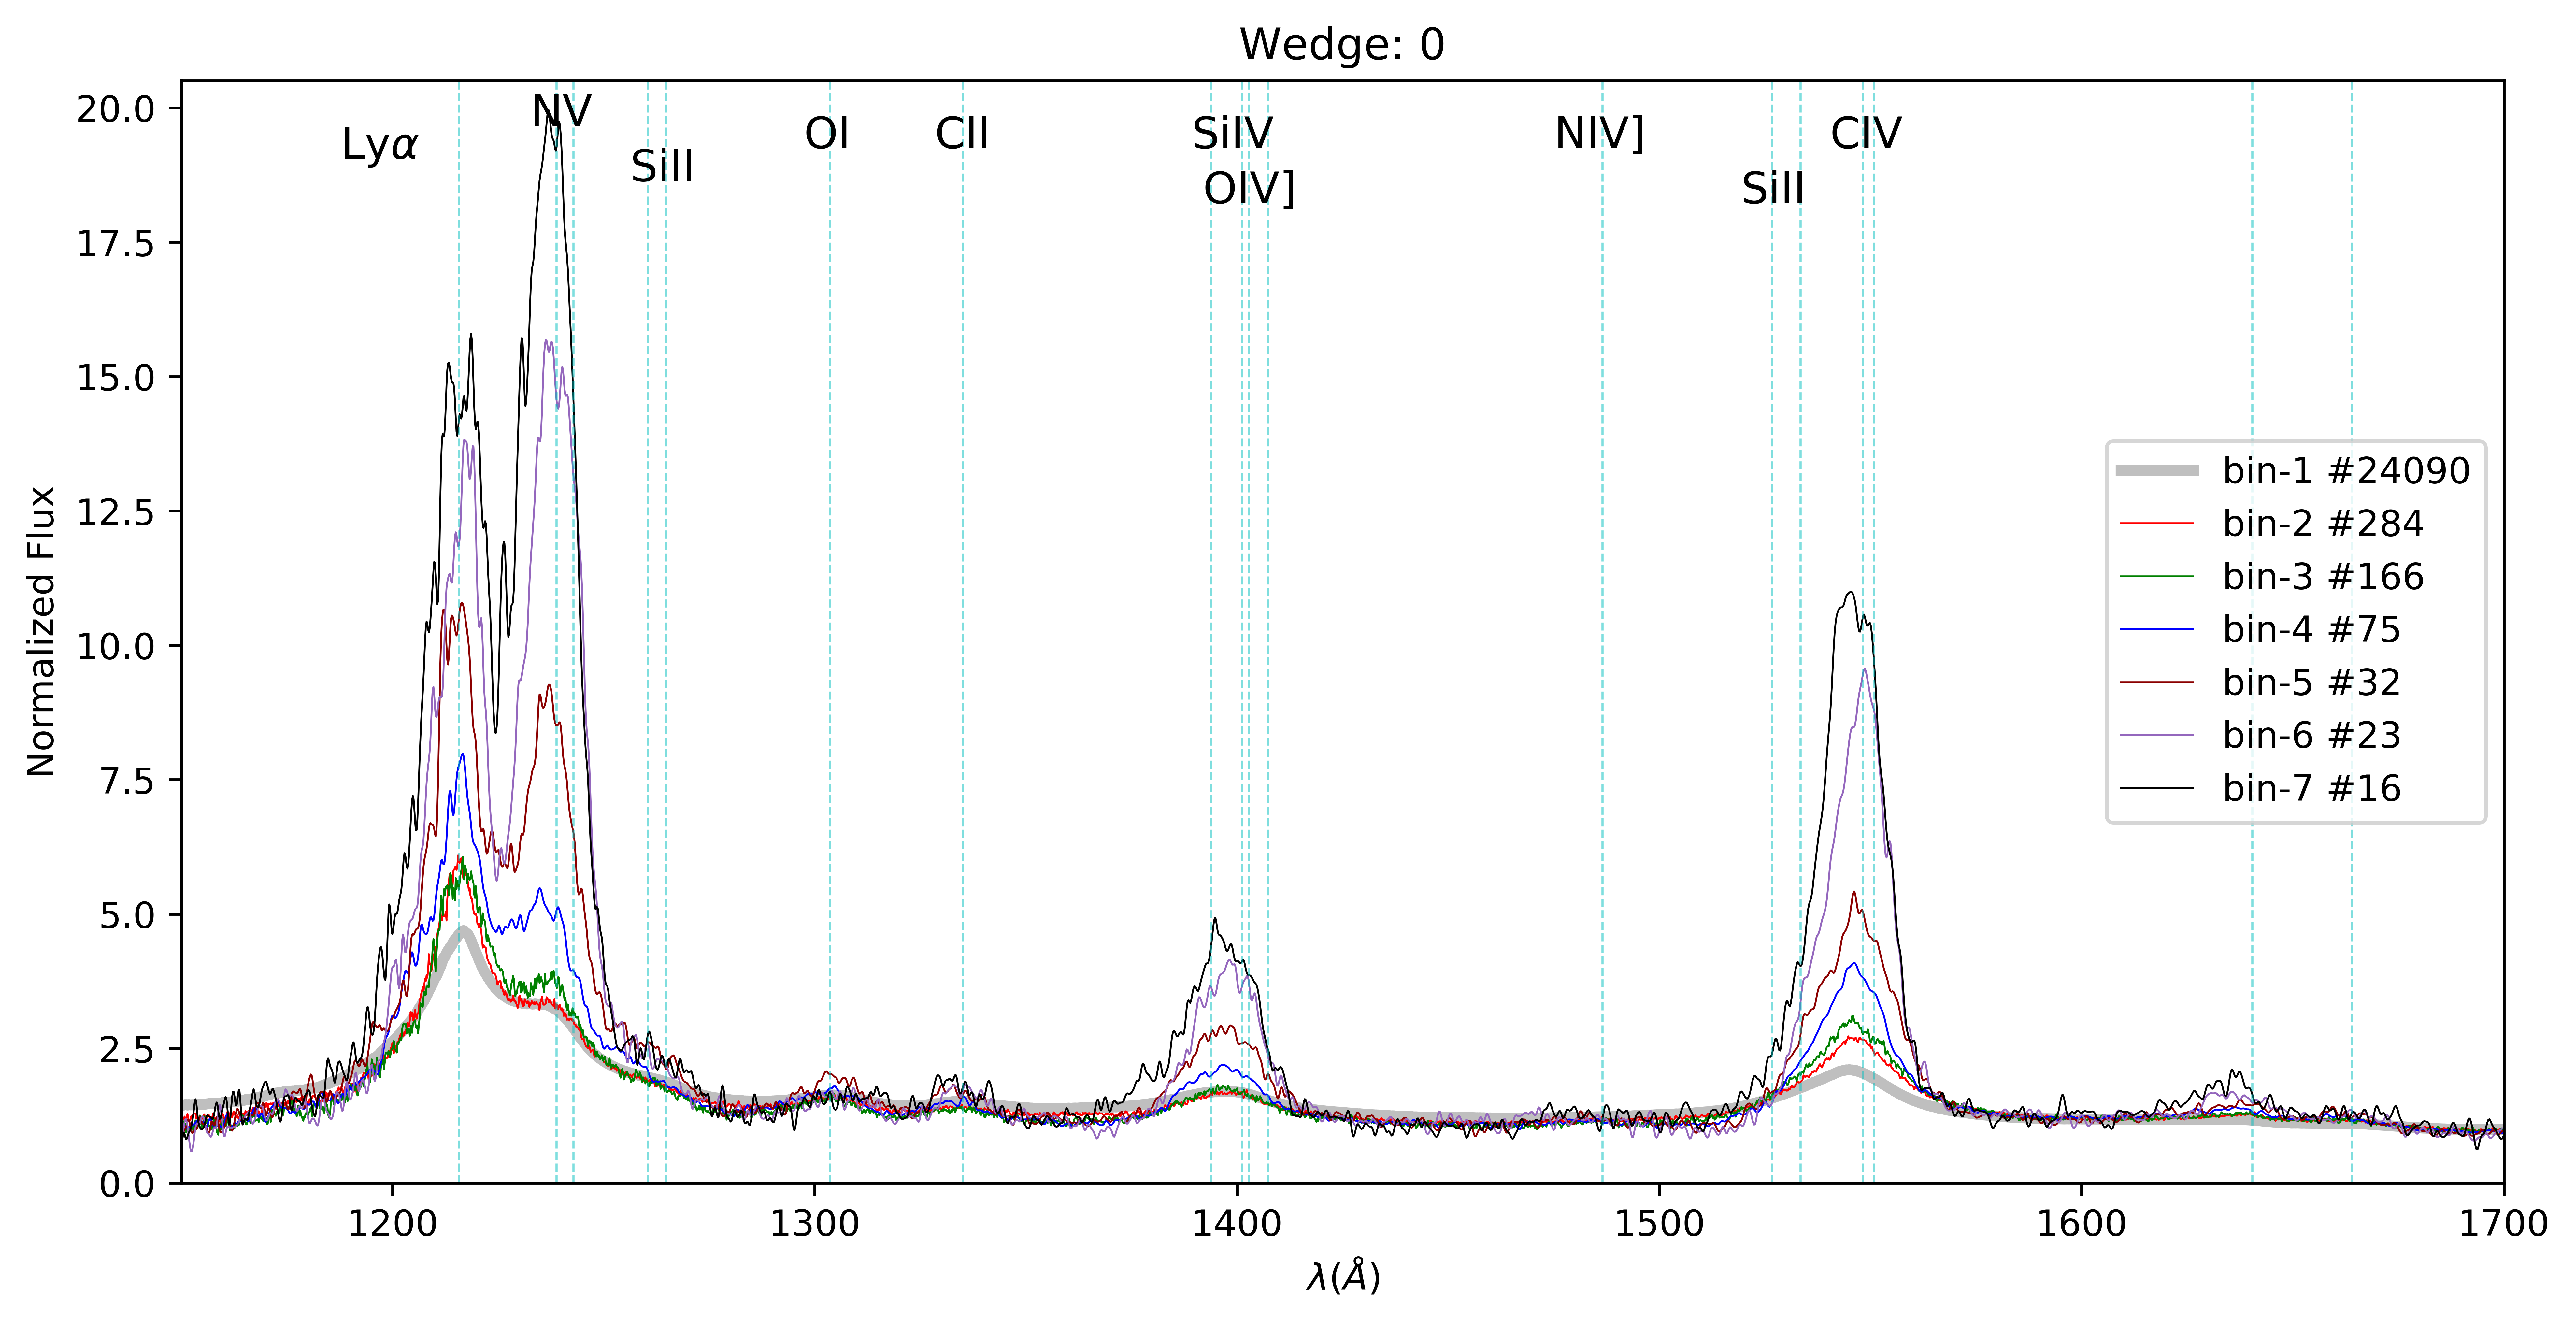 Wedge: 0
20.0
17.5
15.0
12.5
10.0
7.5
5.0
2.5
0.0
Normalized Flux
Lyα
NV
SiII
OI
CII
SiIV
OIV]
NIV]
SiII
CIV
bin-1 #24090
bin-2 #284
bin-3 #166
bin-4 #75
bin-5 #32
bin-6 #23
bin-7 #16
1200
1300
1400
1500
1600
1700
λ(Å)